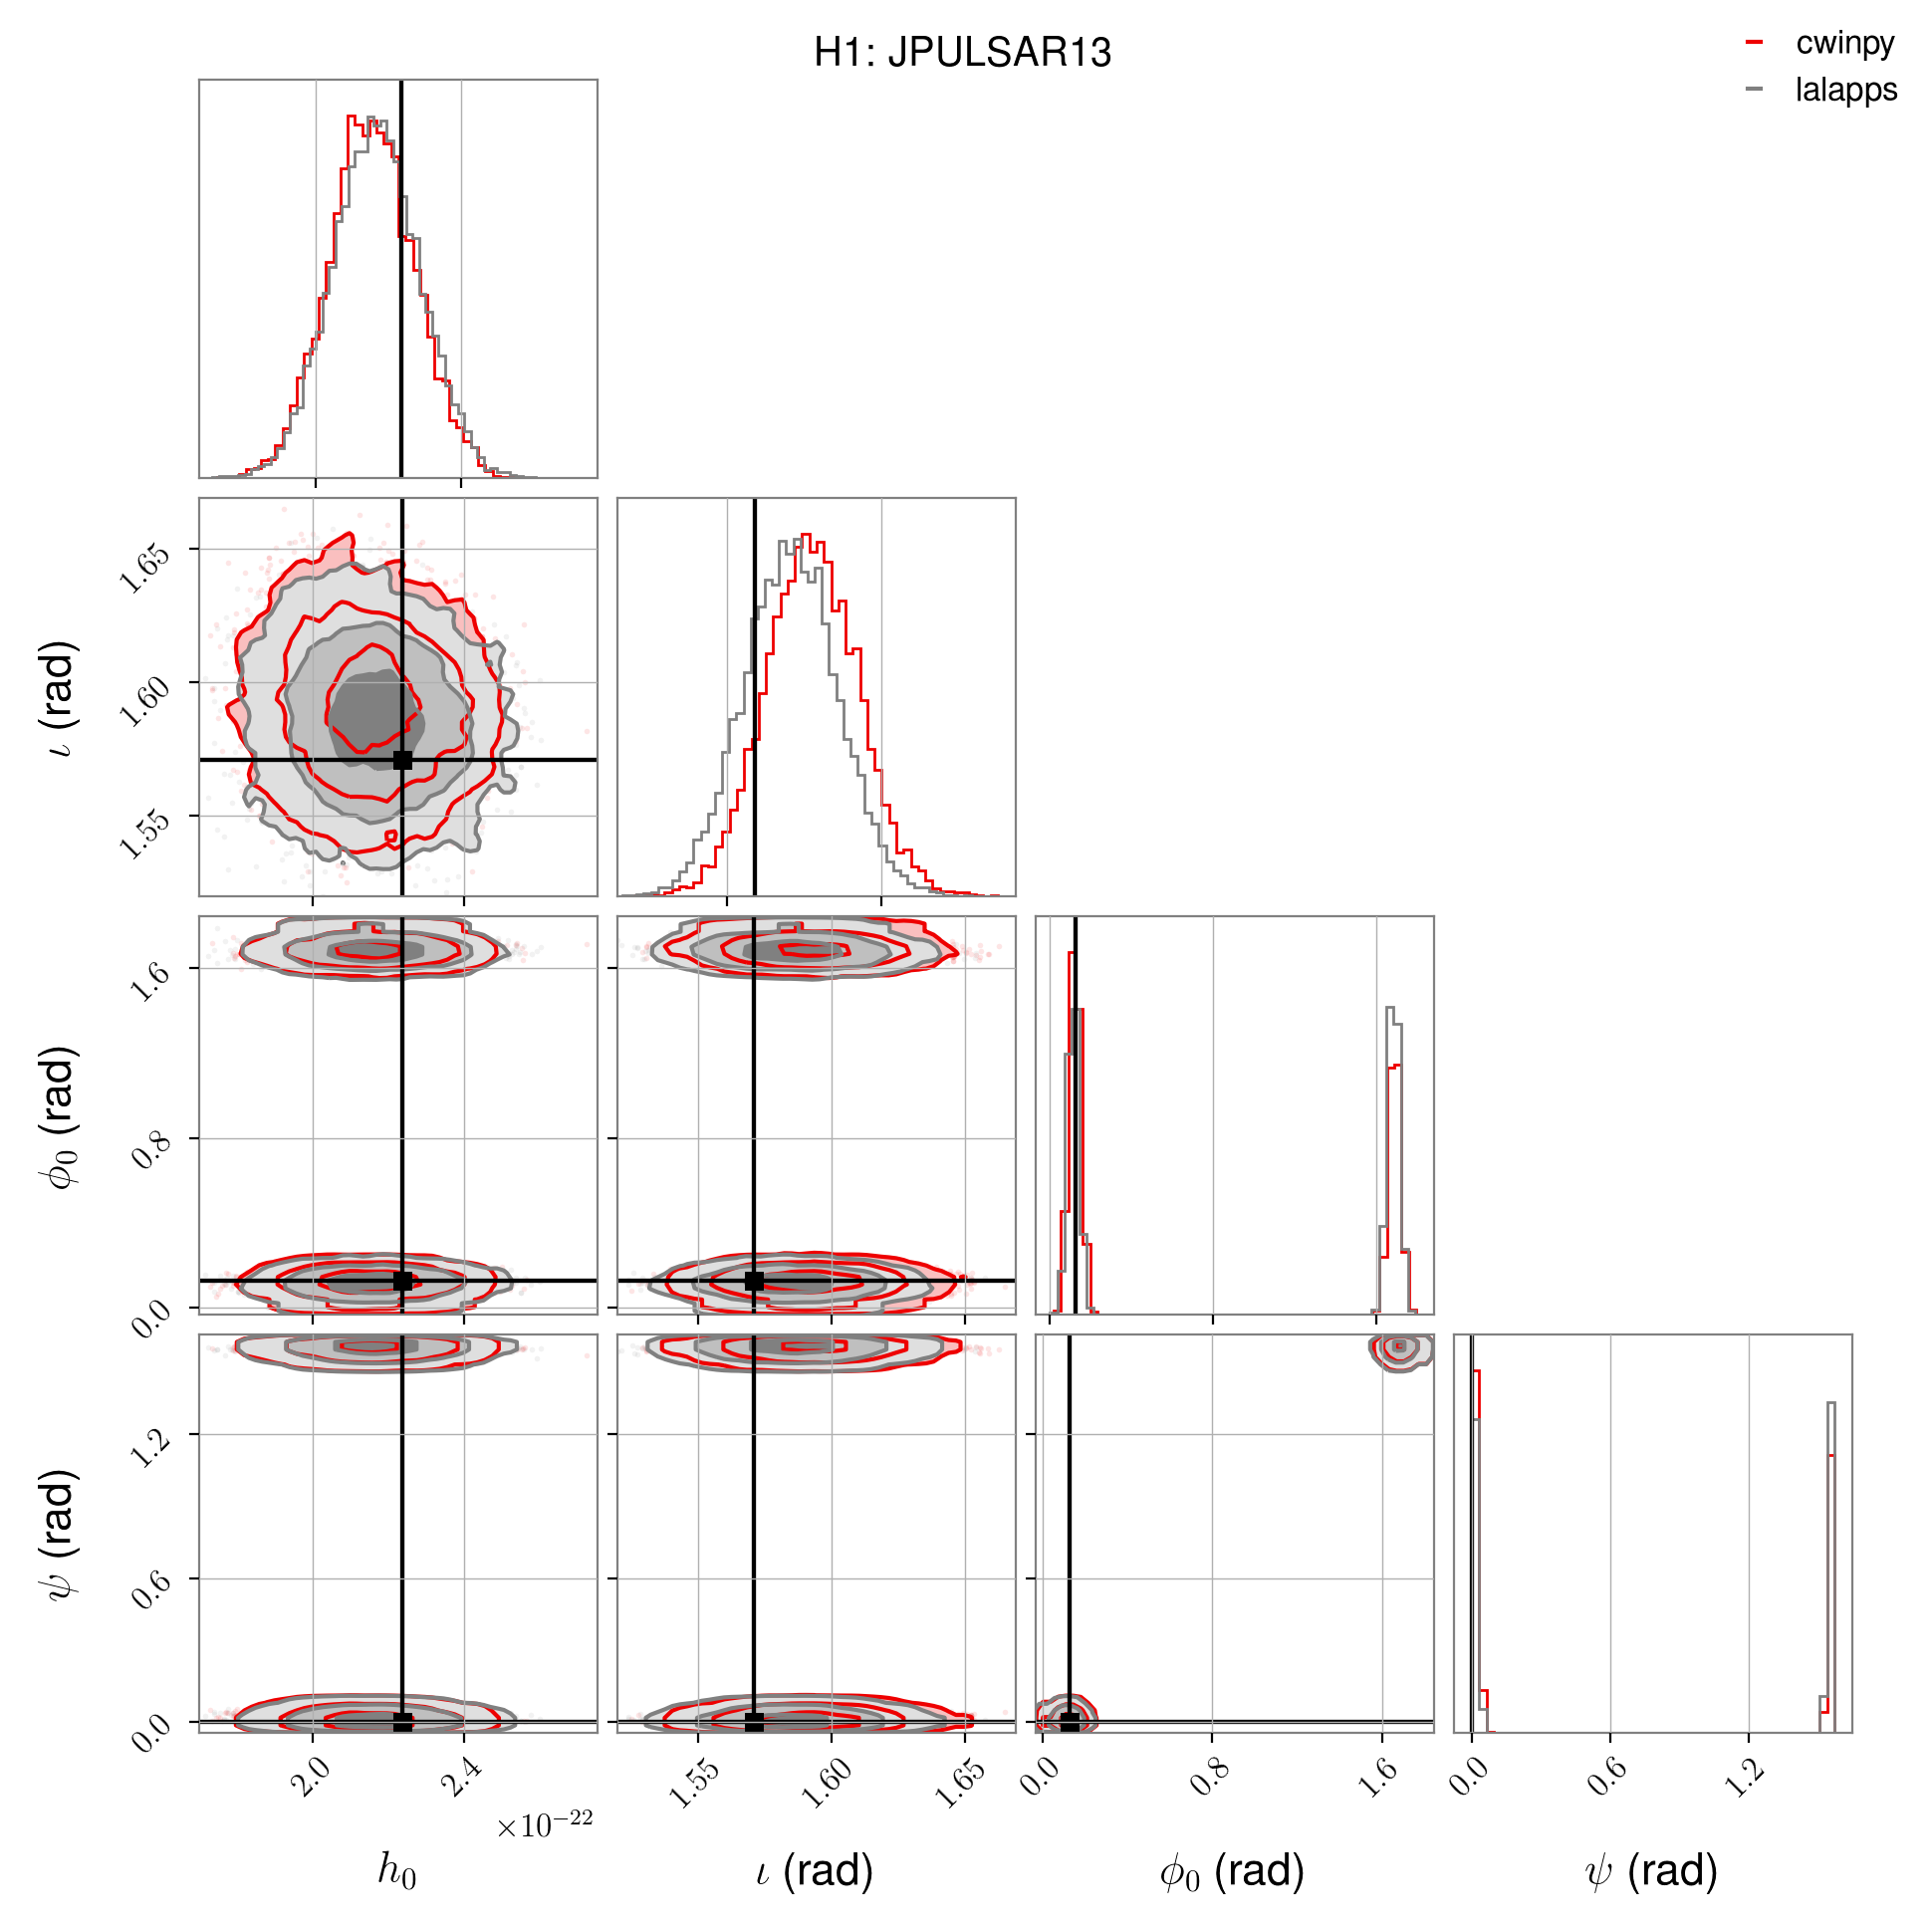 H1: JPULSAR13
cwinpy
lalapps
ι (rad)
1.65
1.60
1.55
ϕ₀ (rad)
1.6
0.8
0.0
ψ (rad)
1.2
0.6
0.0
2.0 2.4
1.55 1.60 1.65
0.0 0.8 1.6
0.0 0.6 1.2
×10⁻²²
h₀
ι (rad)
ϕ₀ (rad)
ψ (rad)